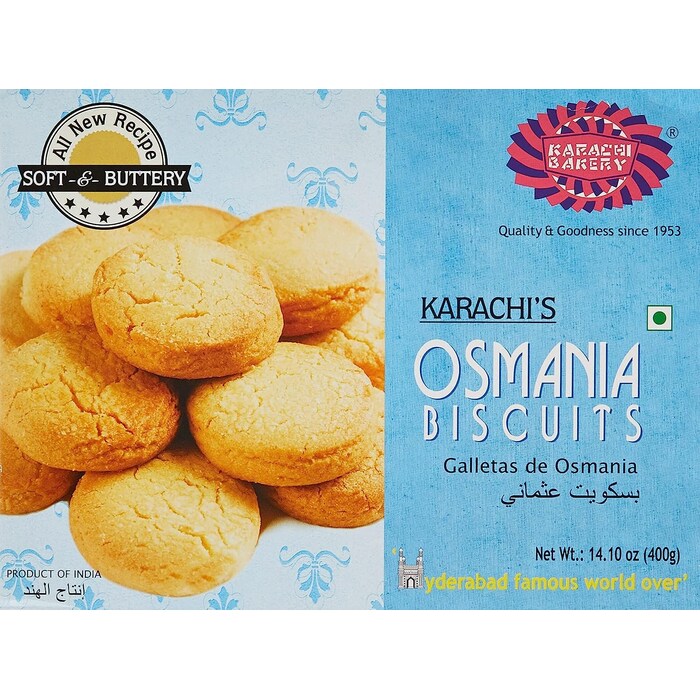 All New Recipe
SOFT -&- BUTTERY
KARACHI
BAKERY
®
Quality & Goodness since 1953
KARACHI'S
OSMANIA
BISCUITS
Galletas de Osmania
بسكويت عثماني
Net Wt.: 14.10 oz (400g)
'Hyderabad famous world over'
PRODUCT OF INDIA
إنتاج الهند